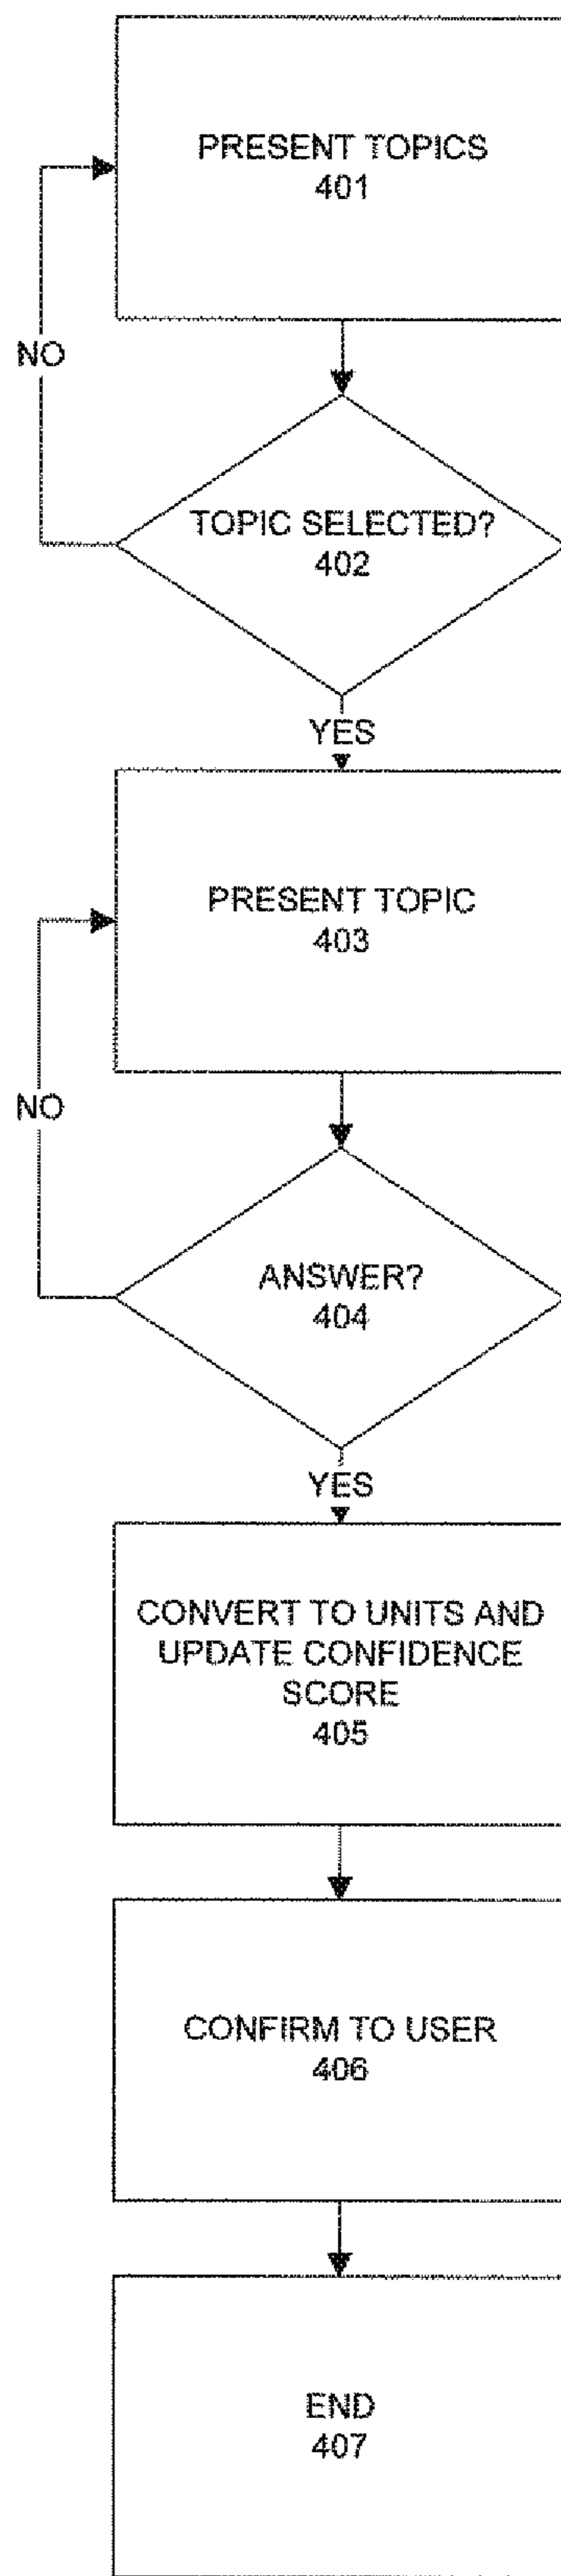 PRESENT TOPICS
401
NO
TOPIC SELECTED?
402
YES
PRESENT TOPIC
403
NO
ANSWER?
404
YES
CONVERT TO UNITS AND
UPDATE CONFIDENCE
SCORE
405
CONFIRM TO USER
406
END
407